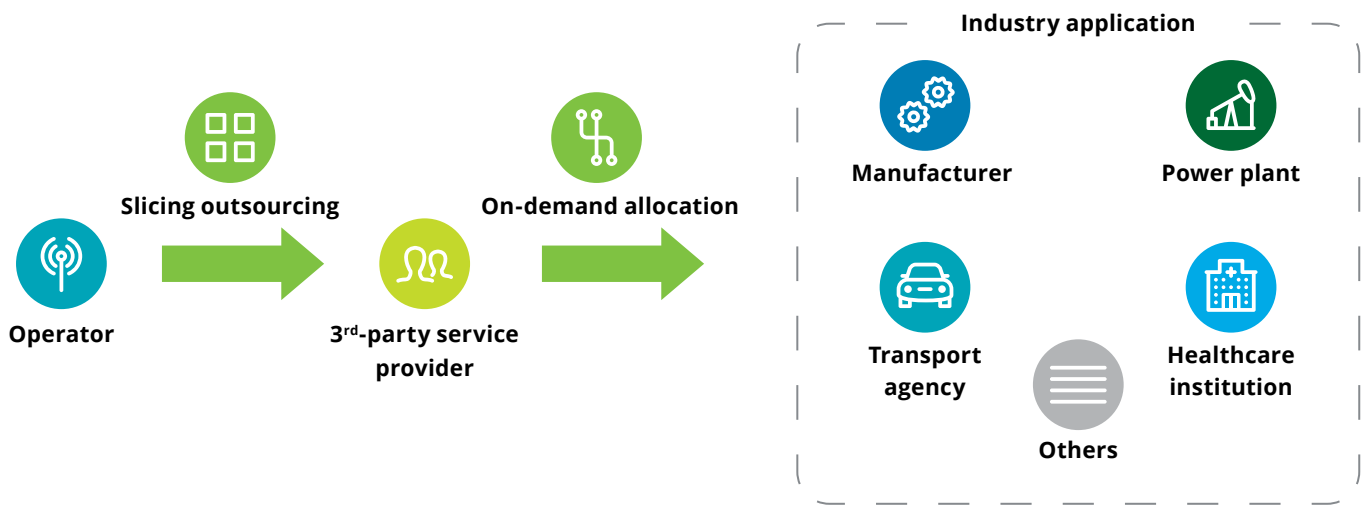 Industry application
Manufacturer
Power plant
Slicing outsourcing
On-demand allocation
Operator
3rd-party service
provider
Transport
agency
Healthcare
institution
Others